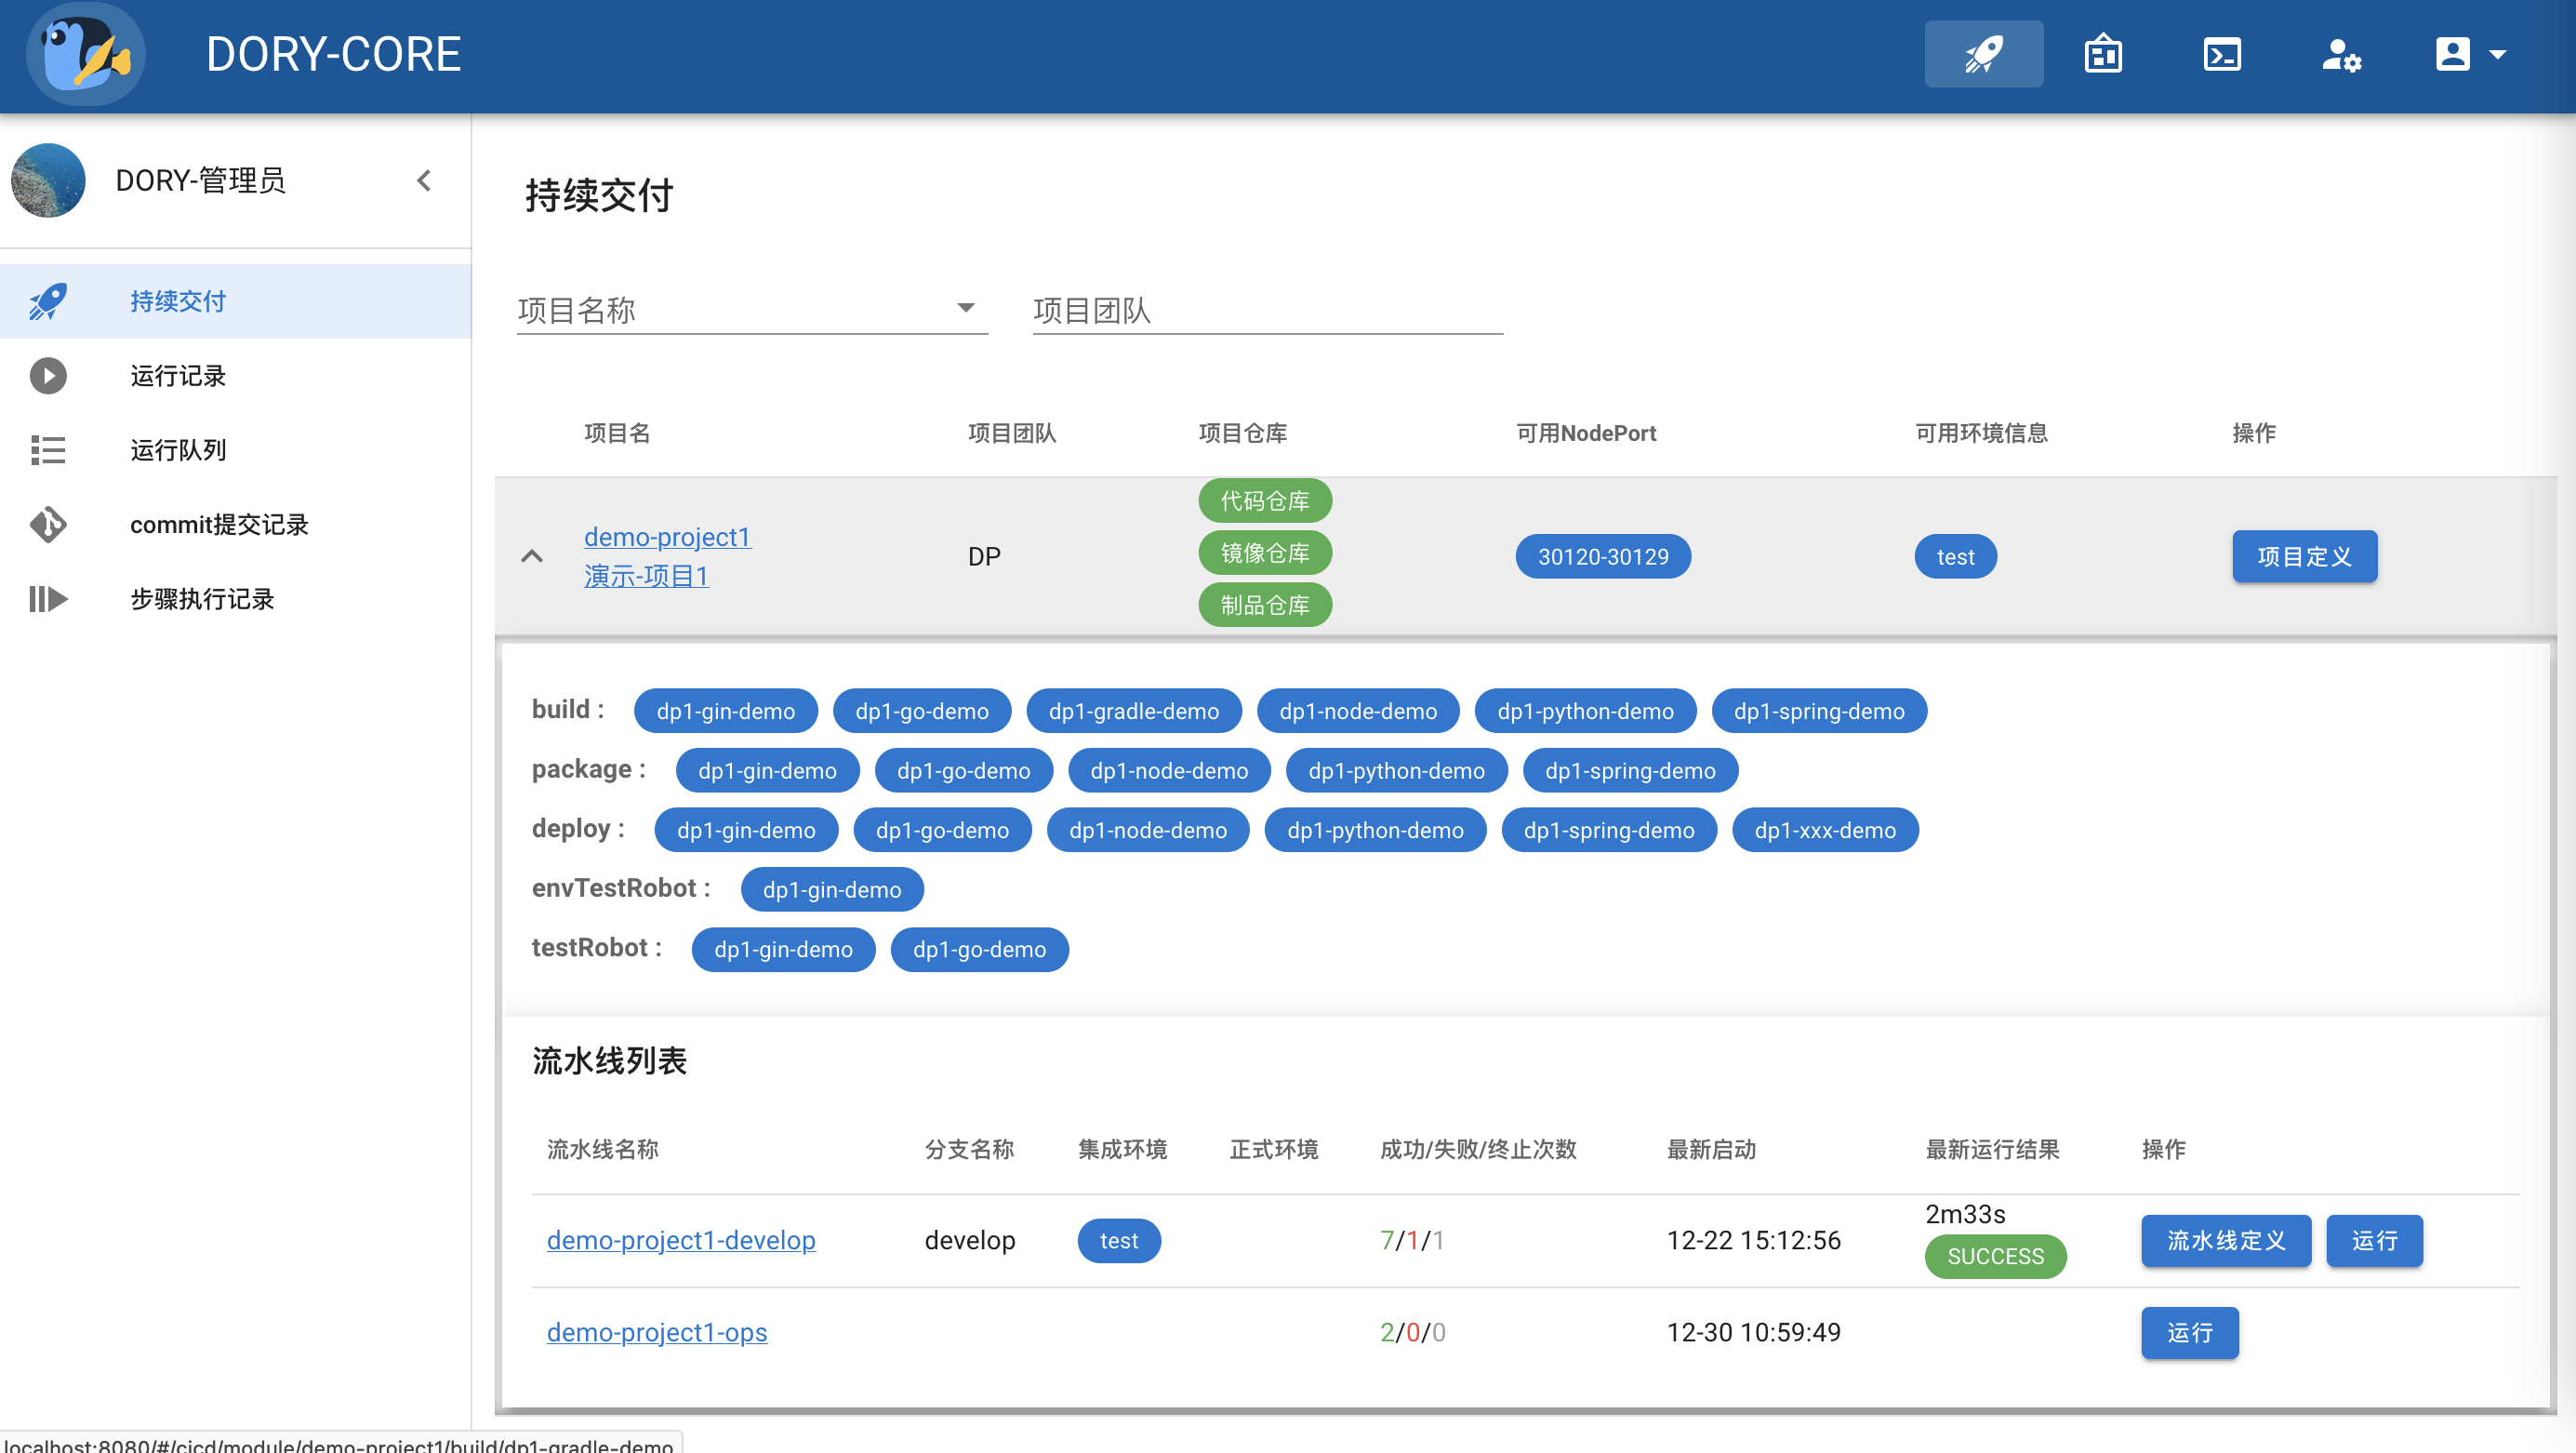 DORY-CORE
DORY-管理员
持续交付
运行记录
运行队列
commit提交记录
步骤执行记录
持续交付
项目名称
项目团队
项目名 项目团队 项目仓库 可用NodePort 可用环境信息 操作
demo-project1
演示-项目1
DP
代码仓库
镜像仓库
制品仓库
30120-30129
test
项目定义
build : dp1-gin-demo dp1-go-demo dp1-gradle-demo dp1-node-demo dp1-python-demo dp1-spring-demo
package : dp1-gin-demo dp1-go-demo dp1-node-demo dp1-python-demo dp1-spring-demo
deploy : dp1-gin-demo dp1-go-demo dp1-node-demo dp1-python-demo dp1-spring-demo dp1-xxx-demo
envTestRobot : dp1-gin-demo
testRobot : dp1-gin-demo dp1-go-demo
流水线列表
流水线名称 分支名称 集成环境 正式环境 成功/失败/终止次数 最新启动 最新运行结果 操作
demo-project1-develop develop test 7/1/1 12-22 15:12:56 2m33s SUCCESS 流水线定义 运行
demo-project1-ops 2/0/0 12-30 10:59:49 运行
localhost:8080/#/cicd/module/demo-project1/build/dp1-gradle-demo